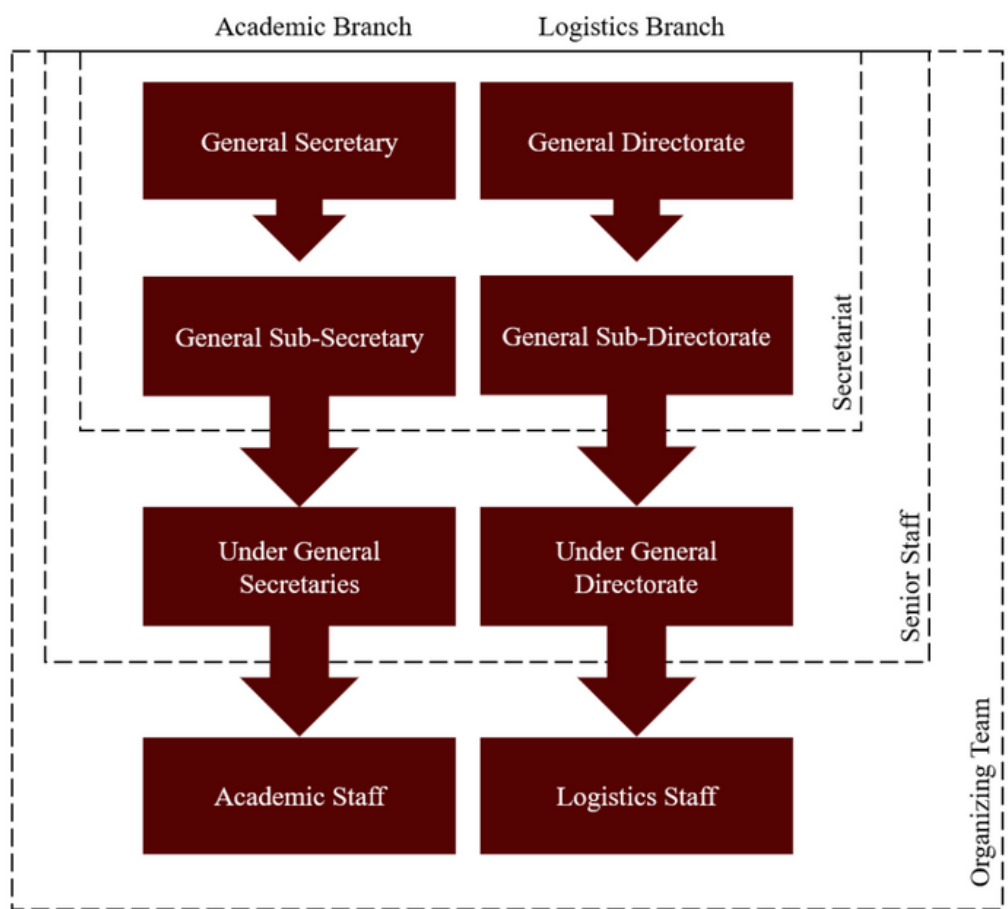 Academic Branch
Logistics Branch
General Secretary
General Directorate
General Sub-Secretary
General Sub-Directorate
Secretariat
Under General
Secretaries
Under General
Directorate
Senior Staff
Academic Staff
Logistics Staff
Organizing Team